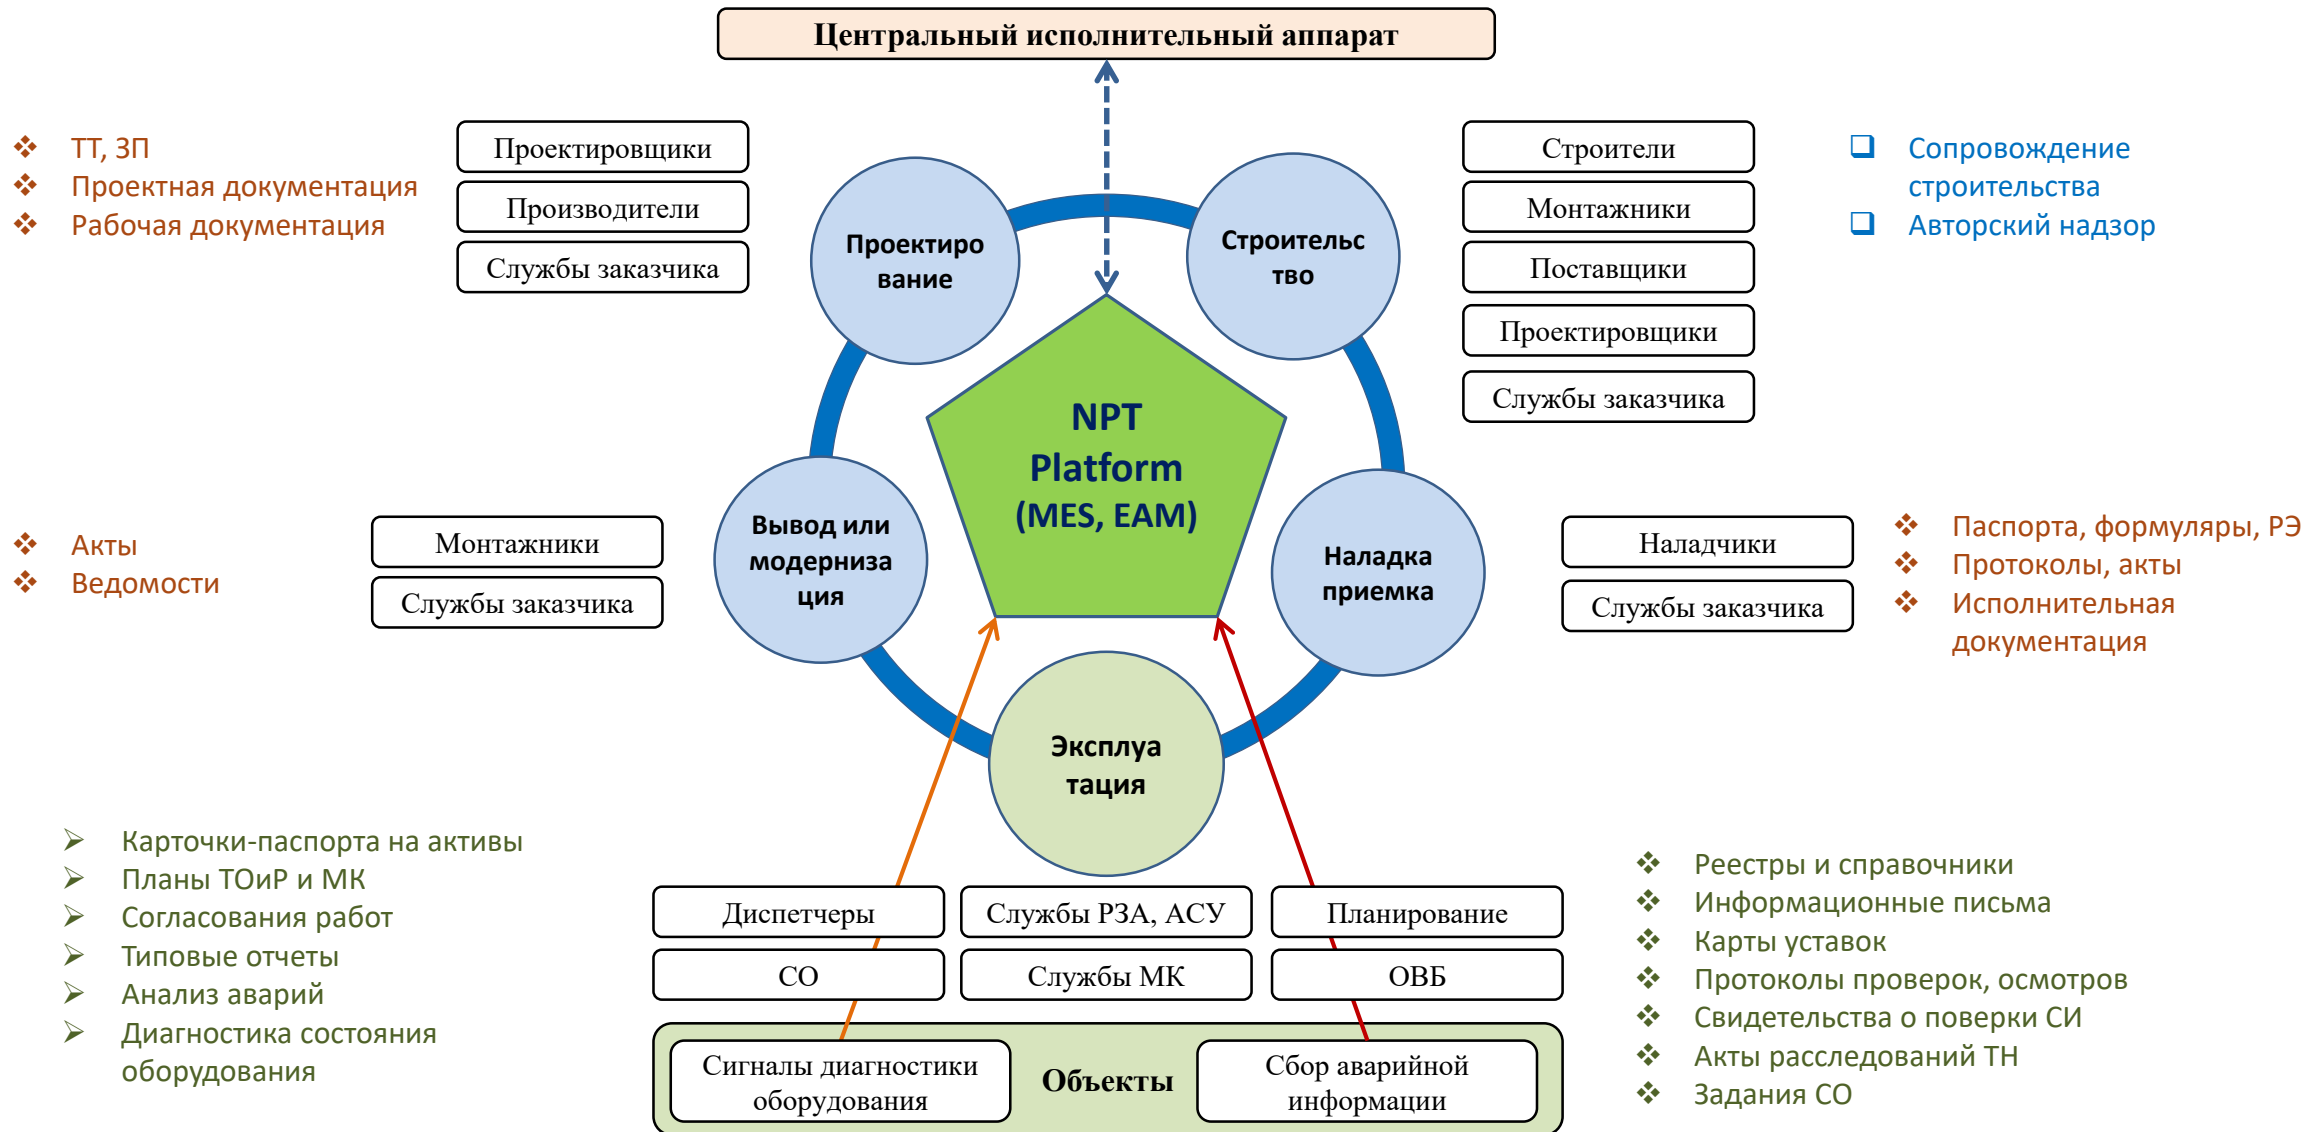 Центральный исполнительный аппарат
ТТ, ЗП
Проектная документация
Рабочая документация
Проектировщики
Производители
Службы заказчика
Проектиро
вание
Строительс
тво
Строители
Монтажники
Поставщики
Проектировщики
Службы заказчика
Сопровождение
строительства
Авторский надзор
NPT
Platform
(MES, EAM)
Акты
Ведомости
Монтажники
Службы заказчика
Вывод или
модерниза
ция
Наладка
приемка
Наладчики
Службы заказчика
Паспорта, формуляры, РЭ
Протоколы, акты
Исполнительная
документация
Эксплуа
тация
Карточки-паспорта на активы
Планы ТОиР и МК
Согласования работ
Типовые отчеты
Анализ аварий
Диагностика состояния
оборудования
Диспетчеры
Службы РЗА, АСУ
Планирование
СО
Службы МК
ОВБ
Сигналы диагностики
оборудования
Объекты
Сбор аварийной
информации
Реестры и справочники
Информационные письма
Карты уставок
Протоколы проверок, осмотров
Свидетельства о поверки СИ
Акты расследований ТН
Задания СО